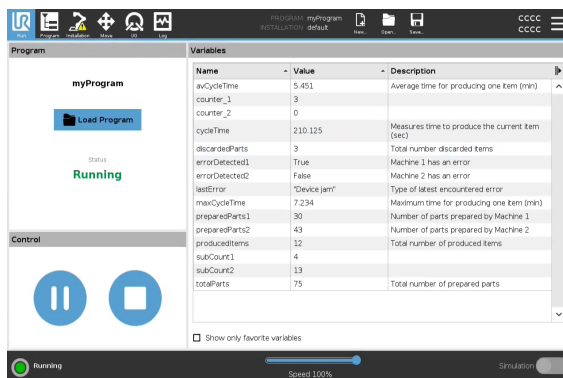 UR
PROGRAM myProgram
INSTALLATION default
Run Program Installation Move I/O Log
New... Open... Save...
CCCC
CCCC
Program
myProgram
Load Program
Status
Running
Control
Variables
Name Value Description
avCycleTime 5.451 Average time for producing one item (min)
counter_1 3
counter_2 0
cycleTime 210.125 Measures time to produce the current item
(sec)
discardedParts 3 Total number discarded items
errorDetected1 True Machine 1 has an error
errorDetected2 False Machine 2 has an error
lastError "Device jam" Type of latest encountered error
maxCycleTime 7.234 Maximum time for producing one item (min)
preparedParts1 30 Number of parts prepared by Machine 1
preparedParts2 43 Number of parts prepared by Machine 2
producedItems 12 Total number of produced items
subCount1 4
subCount2 13
totalParts 75 Total number of prepared parts
Show only favorite variables
Running
Speed 100%
Simulation